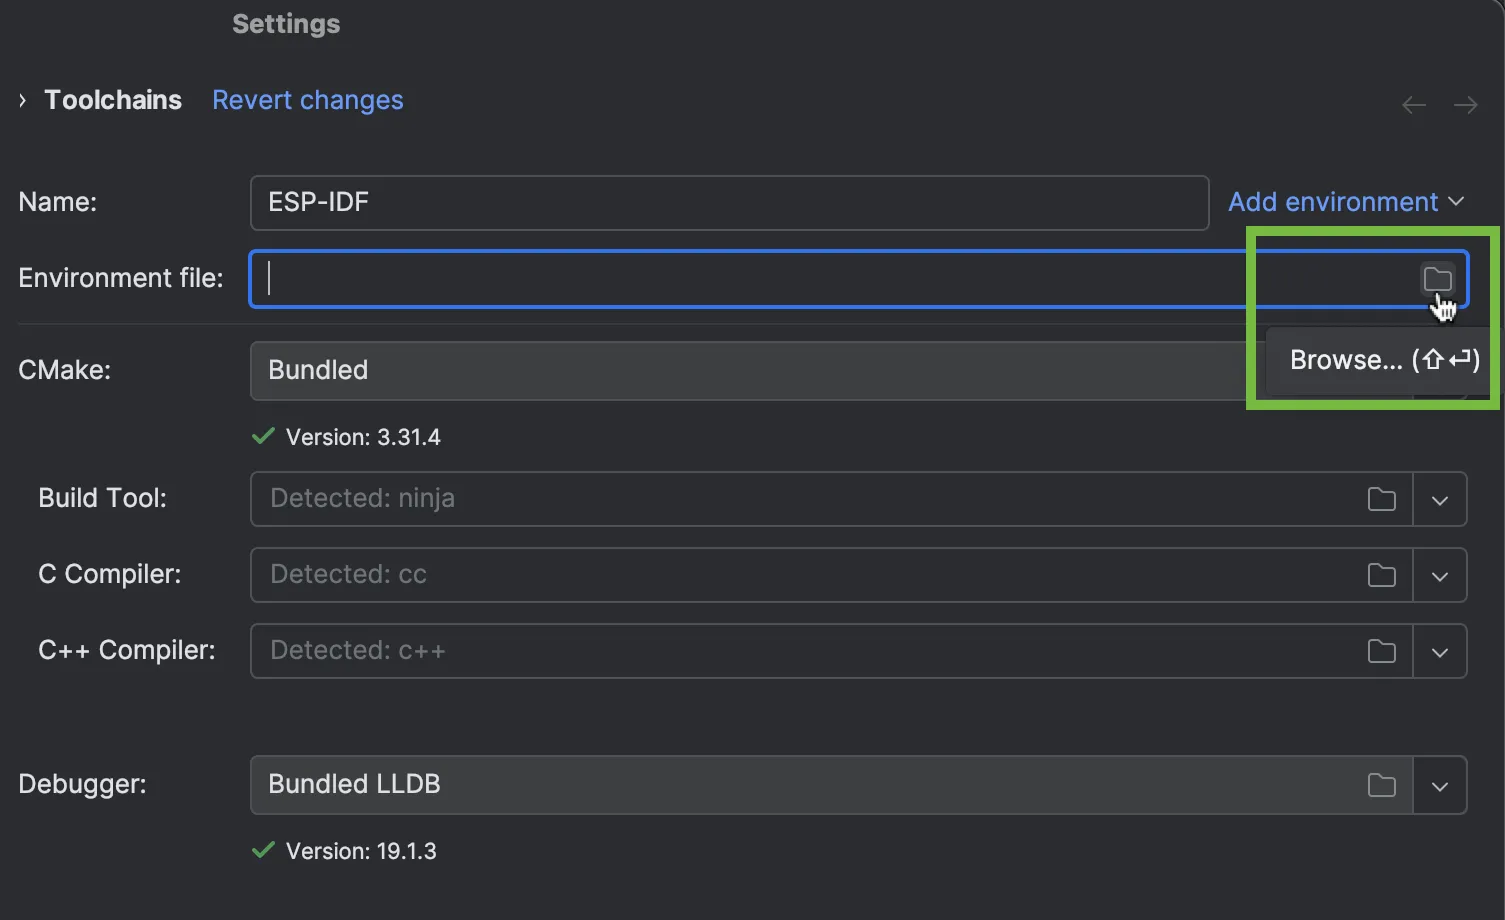 Settings
Toolchains Revert changes
Name: ESP-IDF Add environment
Environment file:
Browse... (⇧⏎)
CMake: Bundled
Version: 3.31.4
Build Tool: Detected: ninja
C Compiler: Detected: cc
C++ Compiler: Detected: c++
Debugger: Bundled LLDB
Version: 19.1.3